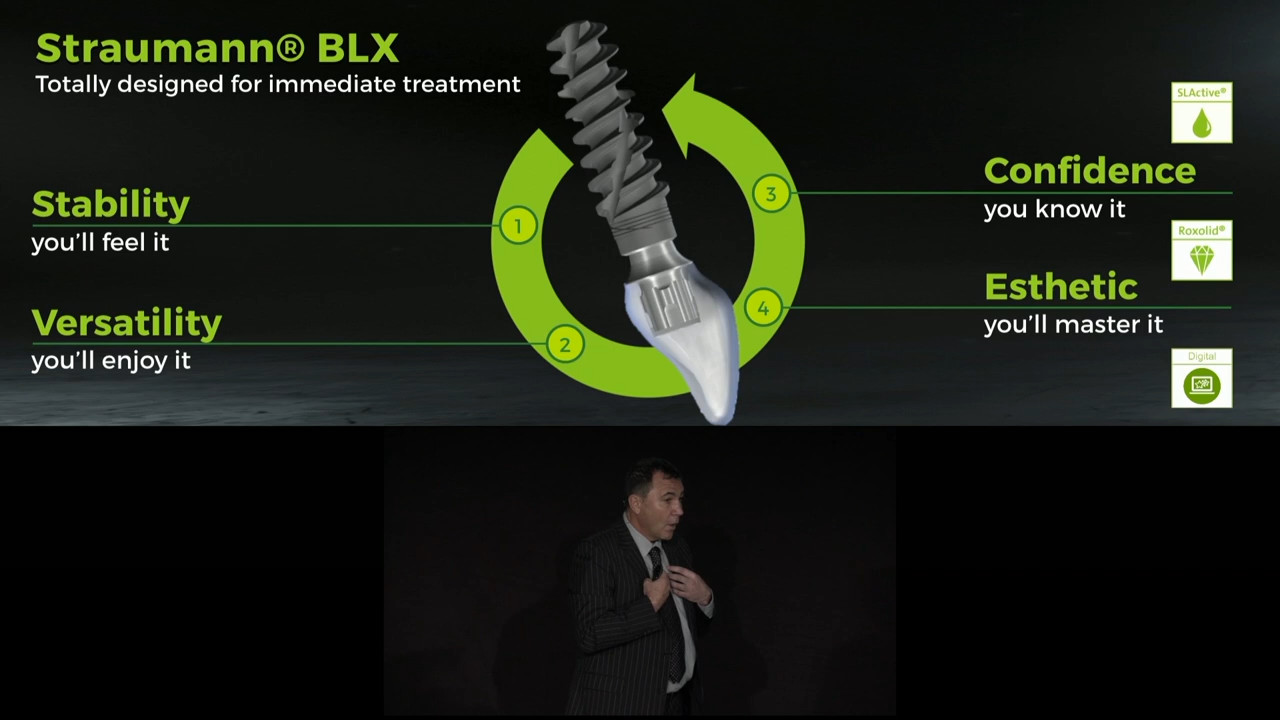 Straumann® BLX
Totally designed for immediate treatment
Stability
you'll feel it
Versatility
you'll enjoy it
1
2
3
4
SLActive®
Confidence
you know it
Roxolid®
Esthetic
you'll master it
Digital